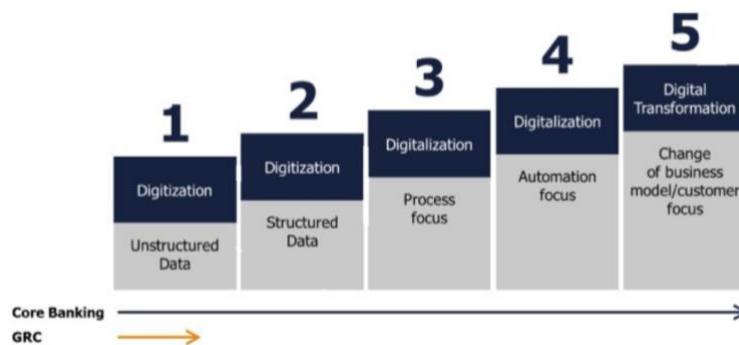 1
Digitization
Unstructured
Data
2
Digitization
Structured
Data
3
Digitalization
Process
focus
4
Digitalization
Automation
focus
5
Digital
Transformation
Change
of business
model/customer
focus
Core Banking
GRC